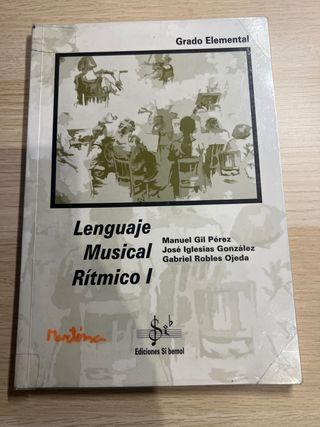 Grado Elemental
Lenguaje
Musical
Rítmico I
Manuel Gil Pérez
José Iglesias González
Gabriel Robles Ojeda
Ediciones Si bemol